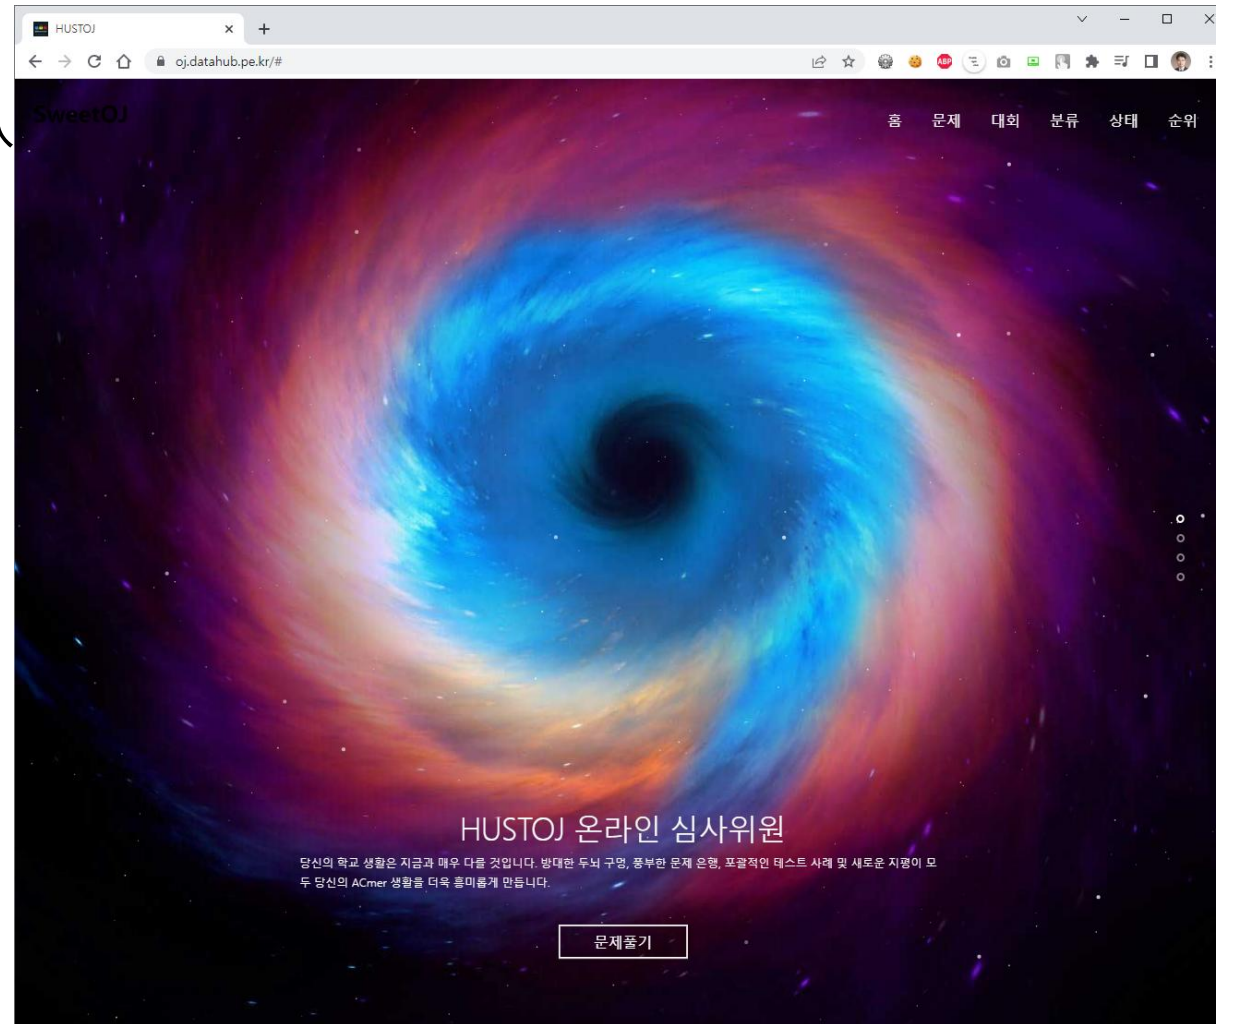 HUSTOJ
oj.datahub.pe.kr/#
ABP
SweetOJ
홈 문제 대회 분류 상태 순위
HUSTOJ 온라인 심사위원
당신의 학교 생활은 지금과 매우 다를 것입니다. 방대한 두뇌 구멍, 풍부한 문제 은행, 포괄적인 테스트 사례 및 새로운 지평이 모
두 당신의 ACmer 생활을 더욱 흥미롭게 만듭니다.
문제풀기